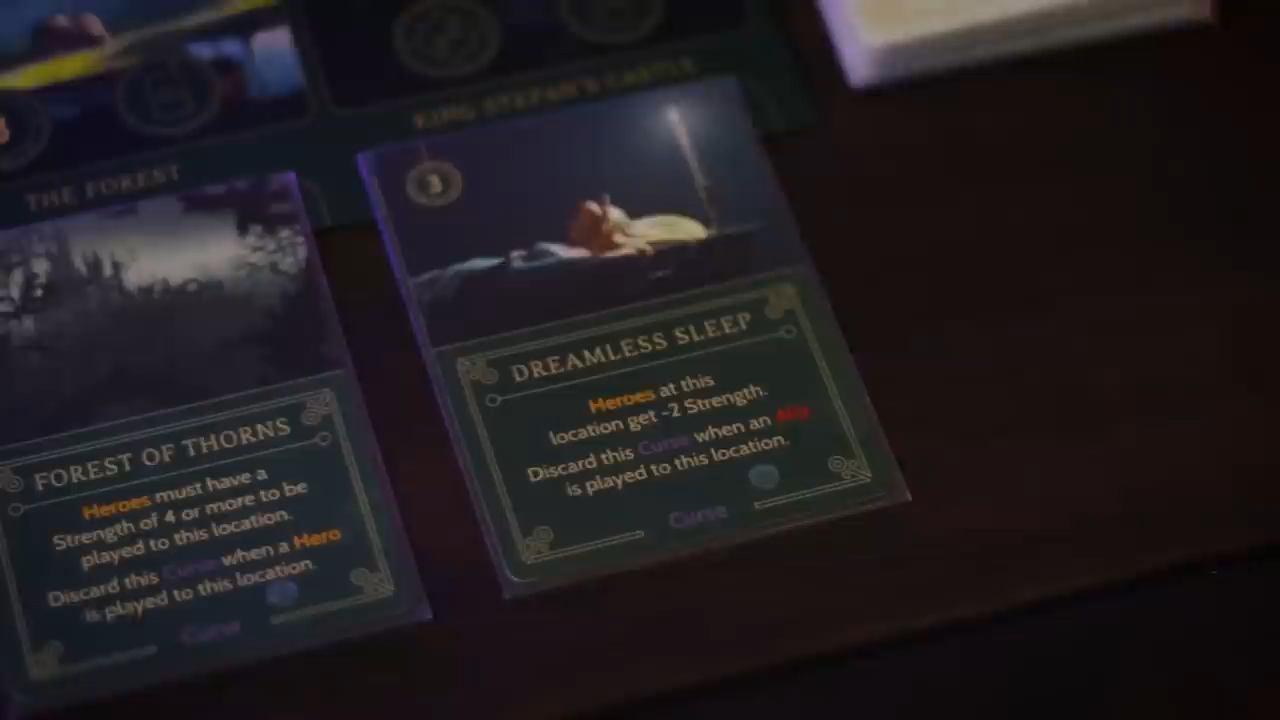 KING STEFAN'S CASTLE
THE FOREST
3
DREAMLESS SLEEP
Heroes at this
location get -2 Strength.
Discard this Curse when an Ally
is played to this location.
Curse
FOREST OF THORNS
Heroes must have a
Strength of 4 or more to be
played to this location.
Discard this Curse when a Hero
is played to this location.
Curse